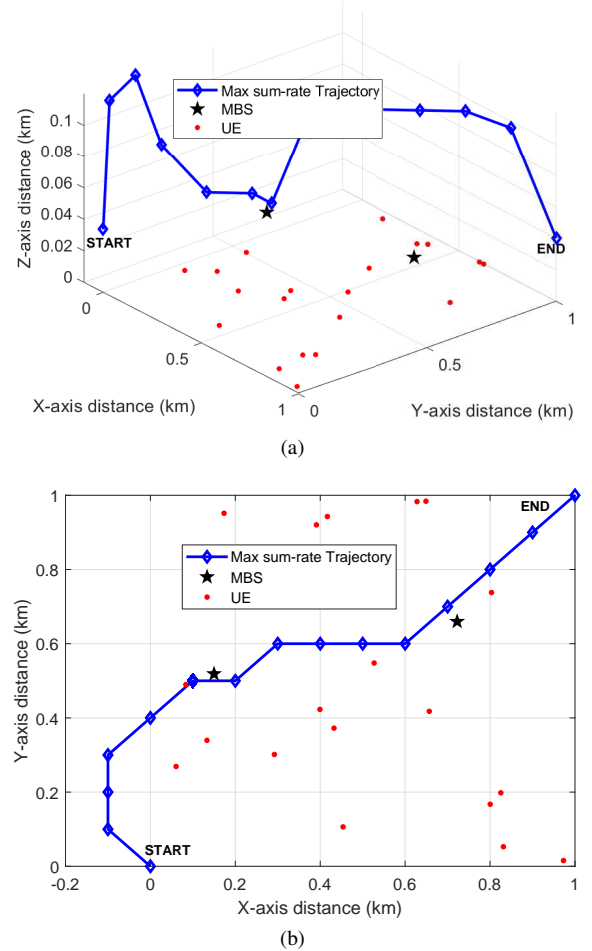 Max sum-rate Trajectory
MBS
UE
0.1
0.08
0.06
0.04
0.02
0
Z-axis distance (km)
START
END
0
0.5
1
0
0.5
1
X-axis distance (km)
Y-axis distance (km)
(a)
1
0.8
0.6
0.4
0.2
0
Y-axis distance (km)
END
Max sum-rate Trajectory
MBS
UE
START
-0.2
0
0.2
0.4
0.6
0.8
1
X-axis distance (km)
(b)